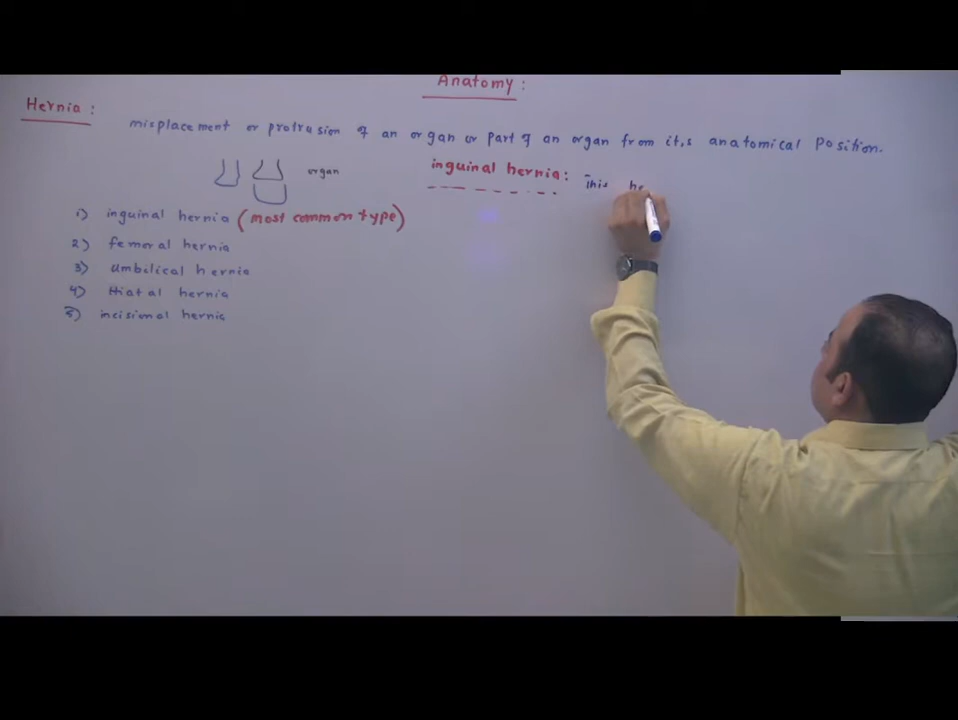 Anatomy :
Hernia :
misplacement or protrusion of an organ or part of an organ from it,s anatomical position.
organ
inguinal hernia : This he
1) inguinal hernia (most common type)
2) femoral hernia
3) umbilical hernia
4) Hiatal hernia
5) incisional hernia